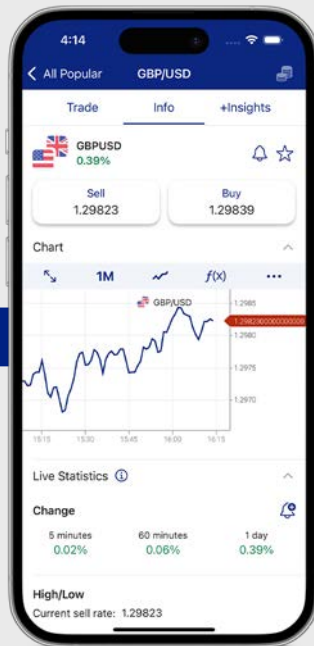 4:14
All Popular GBP/USD
Trade Info +Insights
GBPUSD
0.39%
Sell Buy
1.29823 1.29839
Chart
1M f(x) ...
GBP/USD
1.2985
1.2980
1.2975
1.2970
15:15 15:30 15:45 16:00 16:15
Live Statistics
Change
5 minutes 60 minutes 1 day
0.02% 0.06% 0.39%
High/Low
Current sell rate: 1.29823